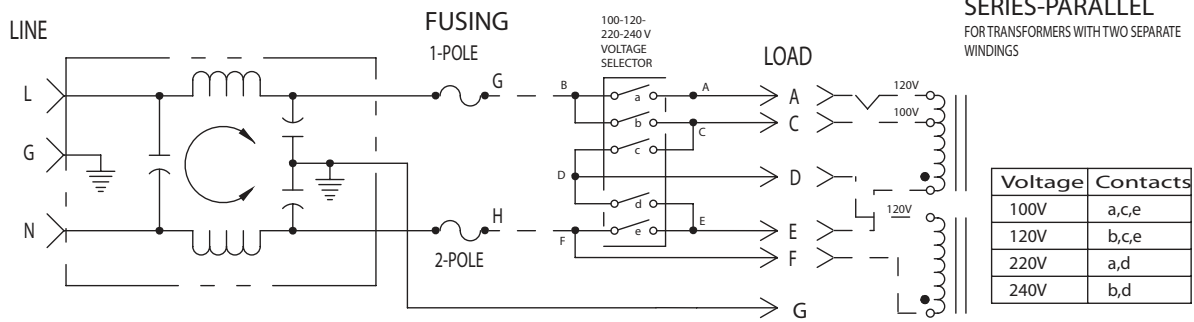 SERIES-PARALLEL
FOR TRANSFORMERS WITH TWO SEPARATE
WINDINGS
LINE
FUSING
1-POLE
100-120-
220-240 V
VOLTAGE
SELECTOR
LOAD
L
G
N
G
H
2-POLE
B
D
F
a
b
c
d
e
A
C
E
A
C
D
E
F
G
120V
100V
120V
Voltage Contacts
100V a,c,e
120V b,c,e
220V a,d
240V b,d